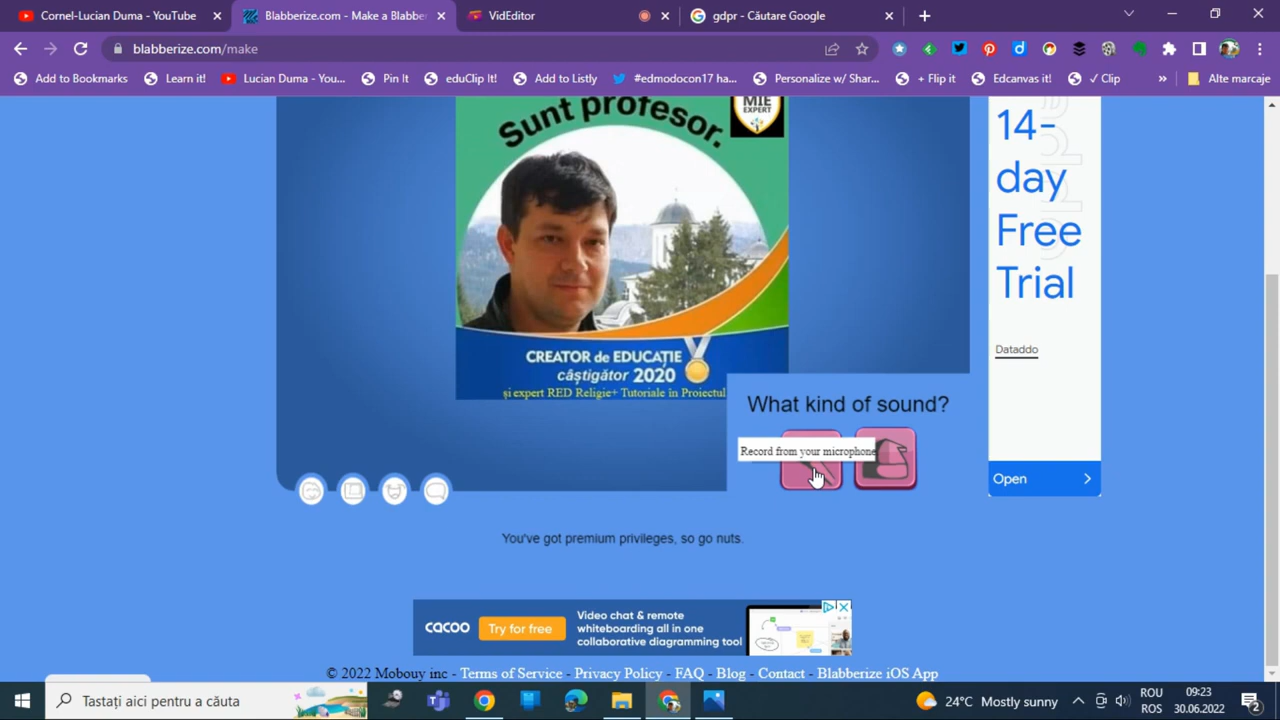 Cornel-Lucian Duma - YouTube
Blabberize.com - Make a Blabbe
VidEditor
gdpr - Căutare Google
blabberize.com/make
Add to Bookmarks
Learn it!
Lucian Duma - You...
Pin It
eduClip It!
Add to Listly
#edmodocon17 ha...
Personalize w/ Shar...
+ Flip it
Edcanvas it!
✓ Clip
»
Alte marcaje
Sunt profesor.
MIE
EXPERT
CREATOR de EDUCAȚIE
câștigător 2020
și expert RED Religie+ Tutoriale în Proiectul
What kind of sound?
Record from your microphone
14-
day
Free
Trial
Dataddo
Open
You've got premium privileges, so go nuts.
cacoo
Try for free
Video chat & remote
whiteboarding all in one
collaborative diagramming tool
© 2022 Mobouy inc - Terms of Service - Privacy Policy - FAQ - Blog - Contact - Blabberize iOS App
Tastați aici pentru a căuta
24°C Mostly sunny
ROU
ROS
09:23
30.06.2022
2